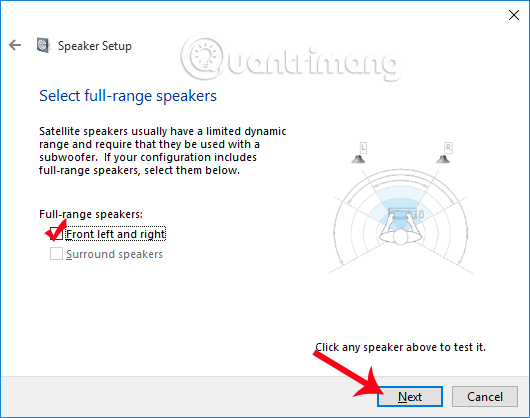 Speaker Setup
Quantrimang
Select full-range speakers
Satellite speakers usually have a limited dynamic
range and require that they be used with a
subwoofer.  If your configuration includes
full-range speakers, select them below.
L R
Full-range speakers:
Front left and right
Surround speakers
Click any speaker above to test it.
Next Cancel